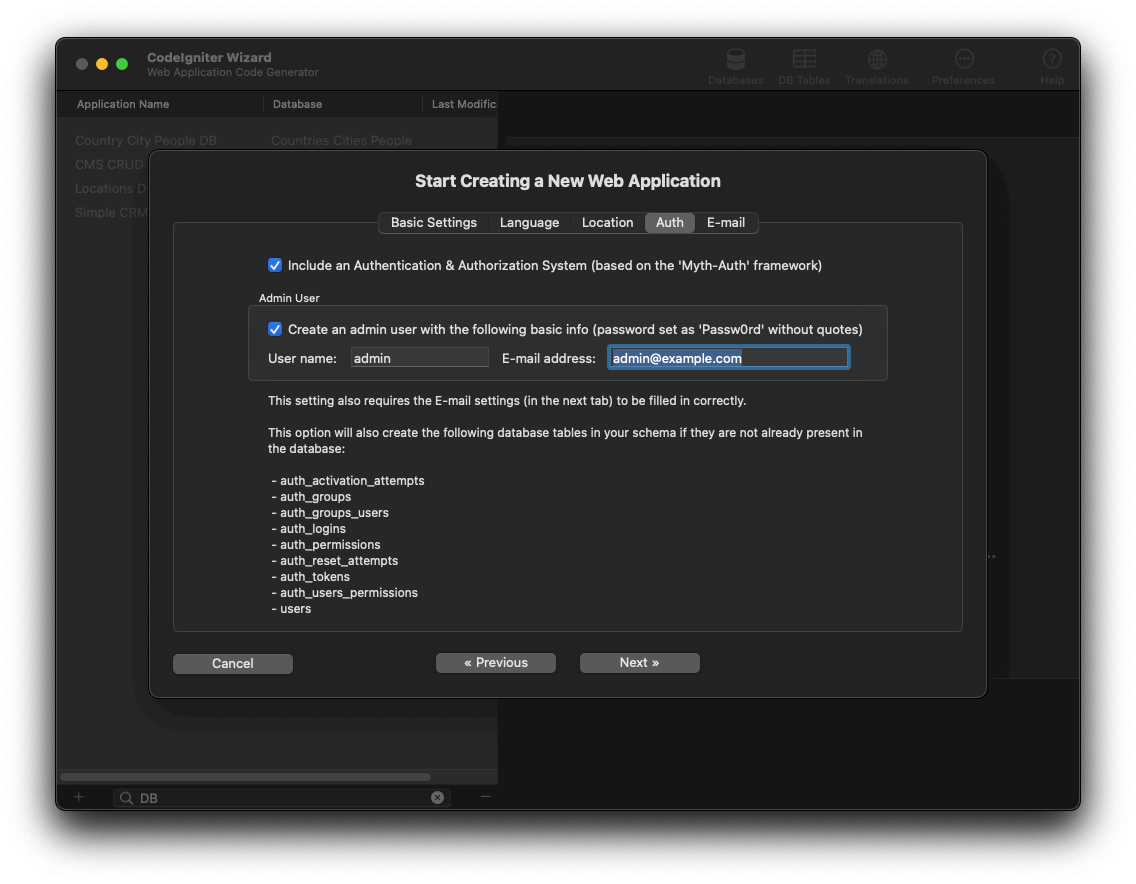 CodeIgniter Wizard
Web Application Code Generator
Databases
DB Tables
Translations
Preferences
Help
Application Name
Database
Last Modific
Country City People DB
Countries Cities People
CMS CRUD
Locations D
Simple CRM
Start Creating a New Web Application
Basic Settings
Language
Location
Auth
E-mail
Include an Authentication & Authorization System (based on the 'Myth-Auth' framework)
Admin User
Create an admin user with the following basic info (password set as 'Passw0rd' without quotes)
User name:
admin
E-mail address:
admin@example.com
This setting also requires the E-mail settings (in the next tab) to be filled in correctly.
This option will also create the following database tables in your schema if they are not already present in
the database:
- auth_activation_attempts
- auth_groups
- auth_groups_users
- auth_logins
- auth_permissions
- auth_reset_attempts
- auth_tokens
- auth_users_permissions
- users
Cancel
« Previous
Next »
DB